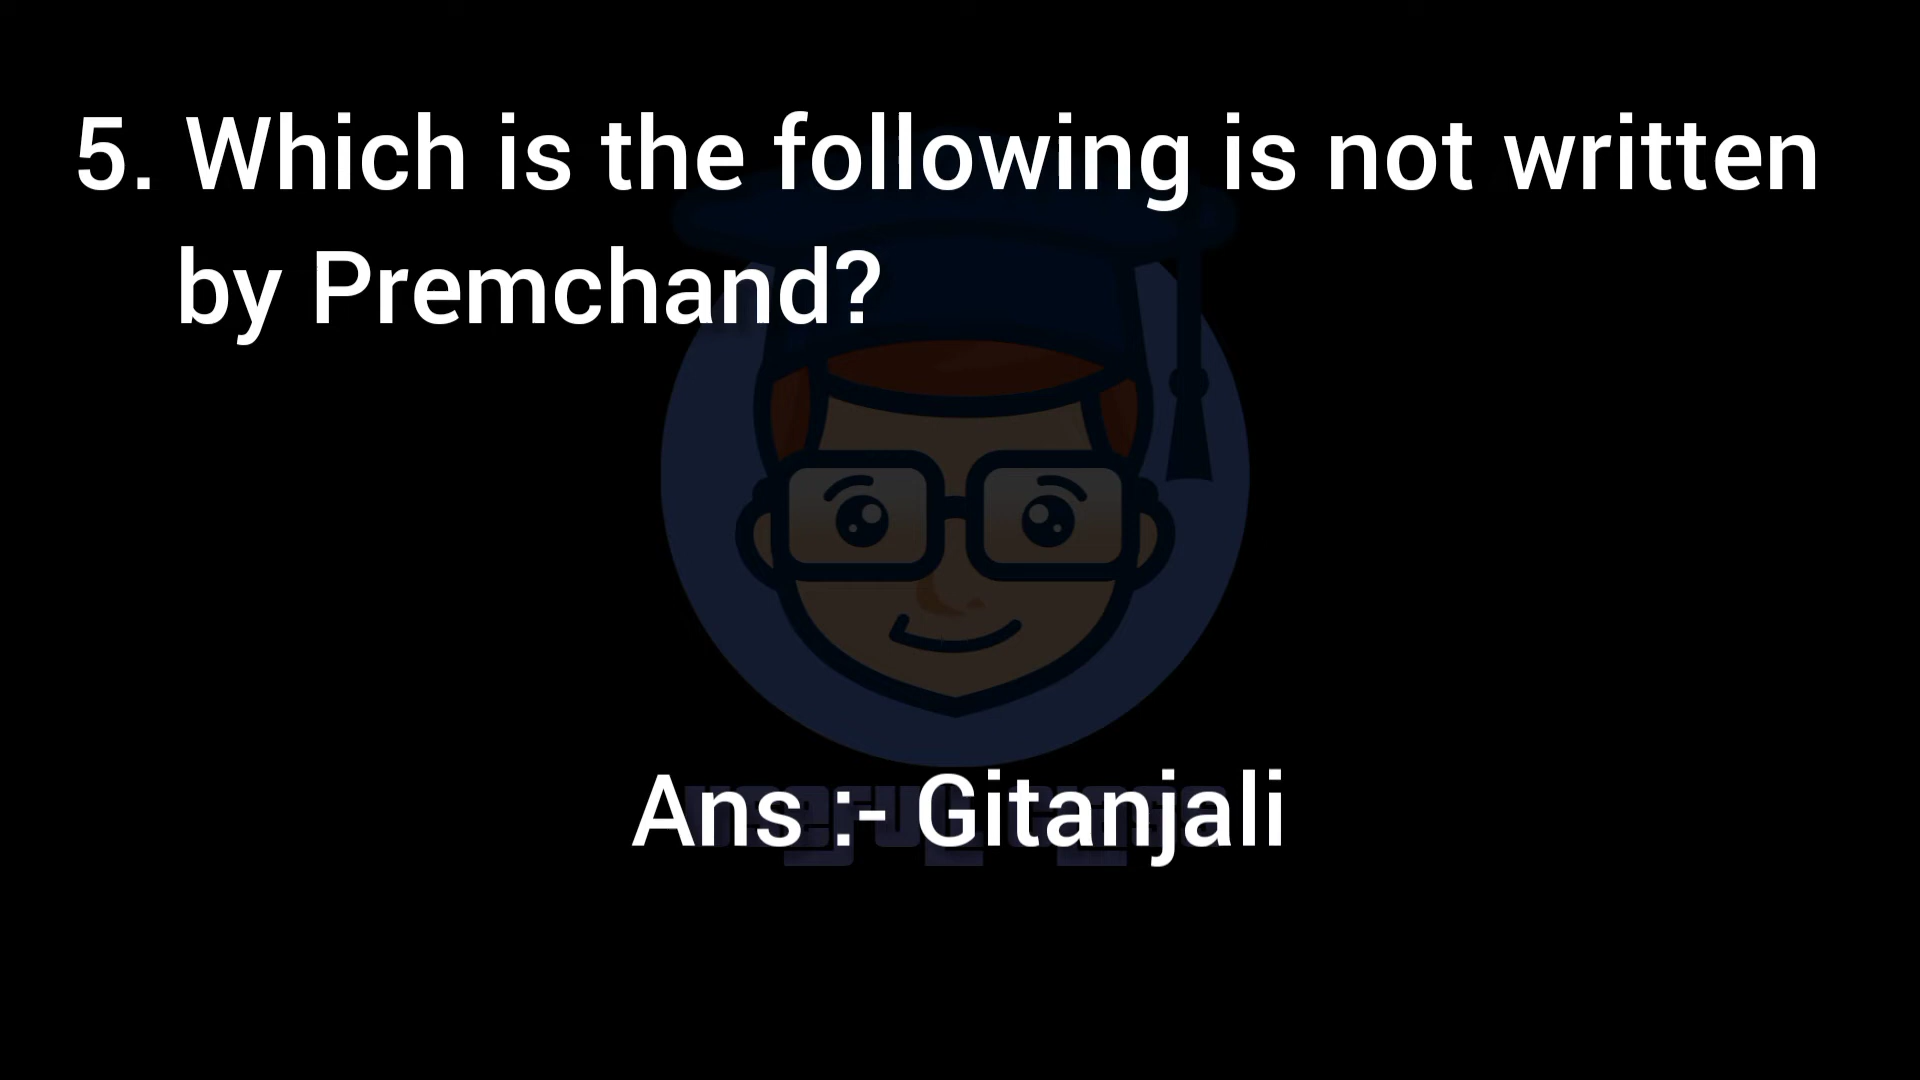 5. Which is the following is not written
by Premchand?
Ans :- Gitanjali